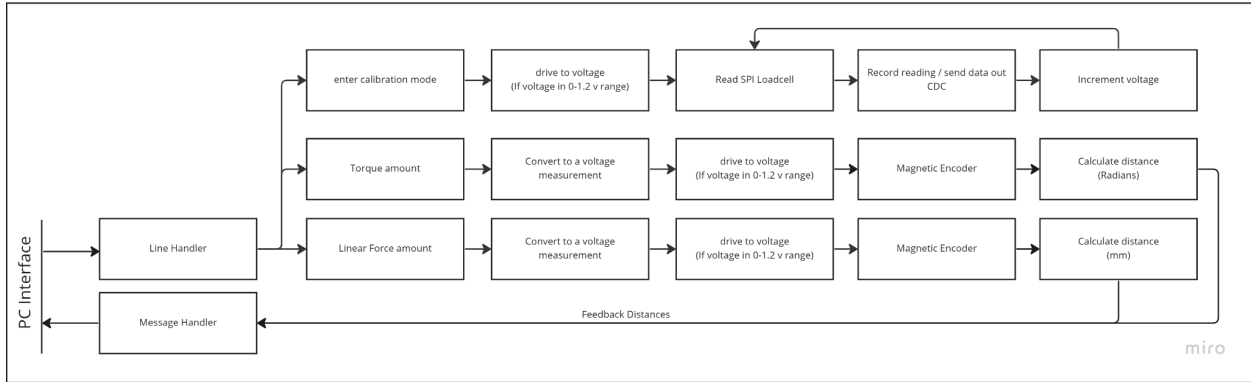 enter calibration mode
drive to voltage
(If voltage in 0-1.2 v range)
Read SPI Loadcell
Record reading / send data out
CDC
Increment voltage
Torque amount
Convert to a voltage
measurement
drive to voltage
(If voltage in 0-1.2 v range)
Magnetic Encoder
Calculate distance
(Radians)
PC Interface
Line Handler
Linear Force amount
Convert to a voltage
measurement
drive to voltage
(If voltage in 0-1.2 v range)
Magnetic Encoder
Calculate distance
(mm)
Message Handler
Feedback Distances
miro